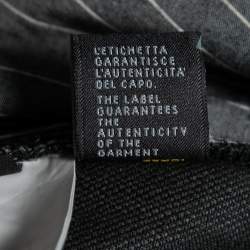 L'ETICHETTA
GARANTISCE
L'AUTENTICITA'
DEL CAPO.
THE LABEL
GUARANTEES
THE
AUTENTICITY
OF THE
GARMENT